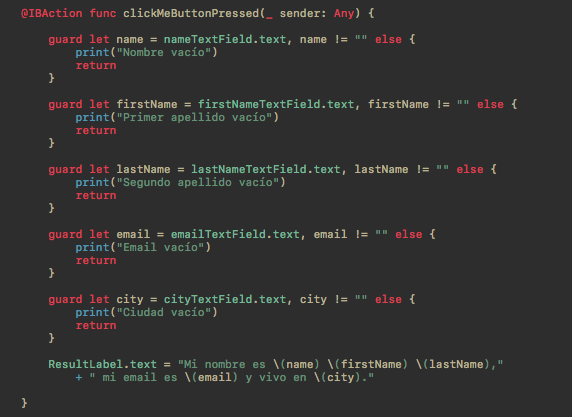 @IBAction func clickMeButtonPressed(_ sender: Any) {
guard let name = nameTextField.text, name != "" else {
print("Nombre vacío")
return
}
guard let firstName = firstNameTextField.text, firstName != "" else {
print("Primer apellido vacío")
return
}
guard let lastName = lastNameTextField.text, lastName != "" else {
print("Segundo apellido vacío")
return
}
guard let email = emailTextField.text, email != "" else {
print("Email vacío")
return
}
guard let city = cityTextField.text, city != "" else {
print("Ciudad vacío")
return
}
ResultLabel.text = "Mi nombre es \(name) \(firstName) \(lastName),"
+ " mi email es \(email) y vivo en \(city)."
}